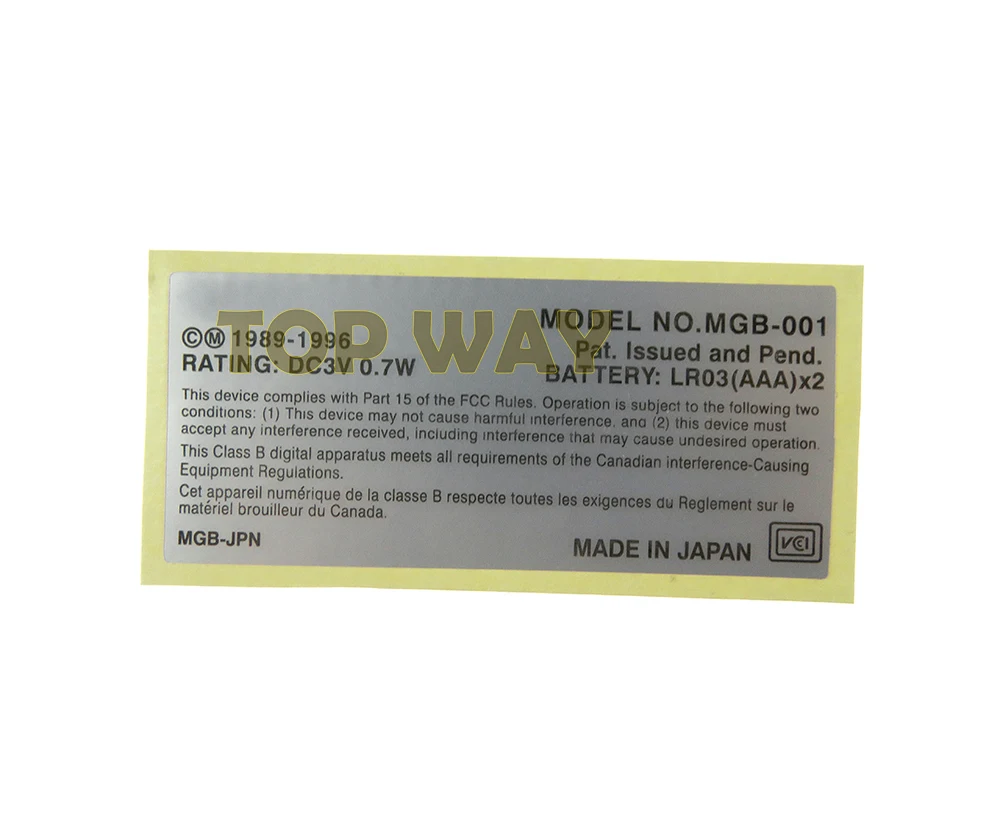 TOP WAY
©Ⓜ 1989-1996
MODEL NO.MGB-001
Pat. Issued and Pend.
RATING: DC3V 0.7W
BATTERY: LR03(AAA)x2
This device complies with Part 15 of the FCC Rules. Operation is subject to the following two
conditions: (1) This device may not cause harmful interference. and (2) this device must
accept any interference received, including interference that may cause undesired operation.
This Class B digital apparatus meets all requirements of the Canadian interference-Causing
Equipment Regulations.
Cet appareil numérique de la classe B respecte toutes les exigences du Reglement sur le
matériel brouilleur du Canada.
MGB-JPN
MADE IN JAPAN
VCI